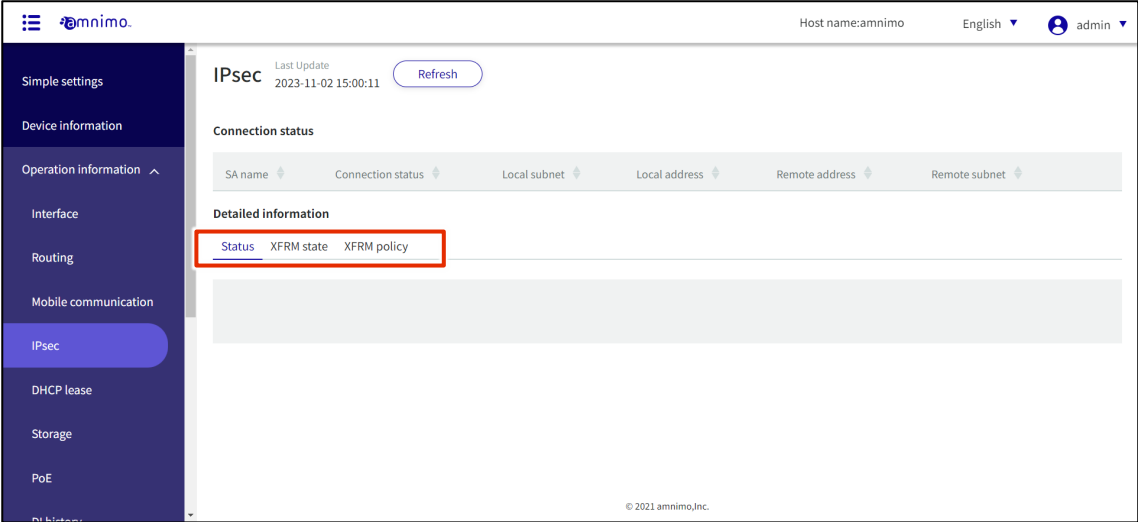 amnimo
Host name:amnimo
English
admin
Simple settings
Device information
Operation information
Interface
Routing
Mobile communication
IPsec
DHCP lease
Storage
PoE
DI history
IPsec
Last Update
2023-11-02 15:00:11
Refresh
Connection status
SA name Connection status Local subnet Local address Remote address Remote subnet
Detailed information
Status XFRM state XFRM policy
© 2021 amnimo,Inc.